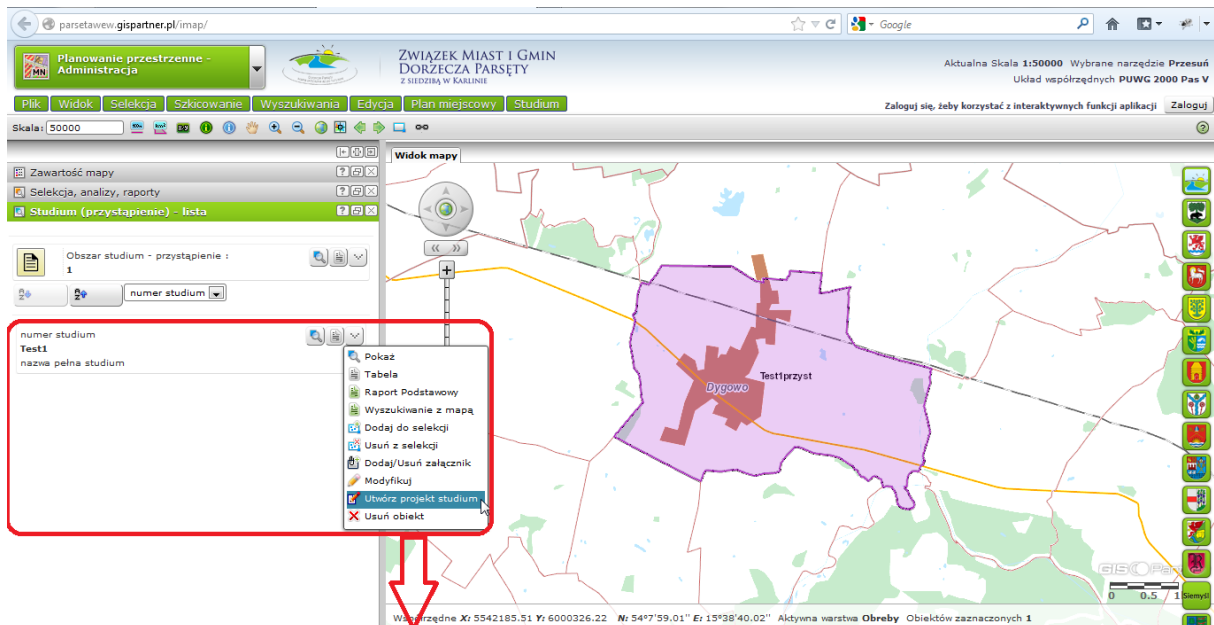 parsetawew.gispartner.pl/imap/
Google
Planowanie przestrzenne -
Administracja
MN
ZWIĄZEK MIAST I GMIN
DORZECZA PARSĘTY
Z SIEDZIBĄ W KARLINIE
Aktualna Skala 1:50000 Wybrane narzędzie Przesuń
Układ współrzędnych PUWG 2000 Pas V
Plik Widok Selekcja Szkicowanie Wyszukiwania Edycja Plan miejscowy Studium
Zaloguj się, żeby korzystać z interaktywnych funkcji aplikacji Zaloguj
Skala: 50000
Widok mapy
Zawartość mapy
Selekcja, analizy, raporty
Studium (przystąpienie) - lista
Obszar studium - przystąpienie :
1
numer studium
numer studium
Test1
nazwa pełna studium
Pokaż
Tabela
Raport Podstawowy
Wyszukiwanie z mapą
Dodaj do selekcji
Usuń z selekcji
Dodaj/Usuń załącznik
Modyfikuj
Utwórz projekt studium
Usuń obiekt
Test1przyst
Dygowo
0 0.5 1
Siemyśl
X: 5542185.51 Y: 6000326.22 N: 54°7'59.01" E: 15°38'40.02" Aktywna warstwa Obreby Obiektów zaznaczonych 1